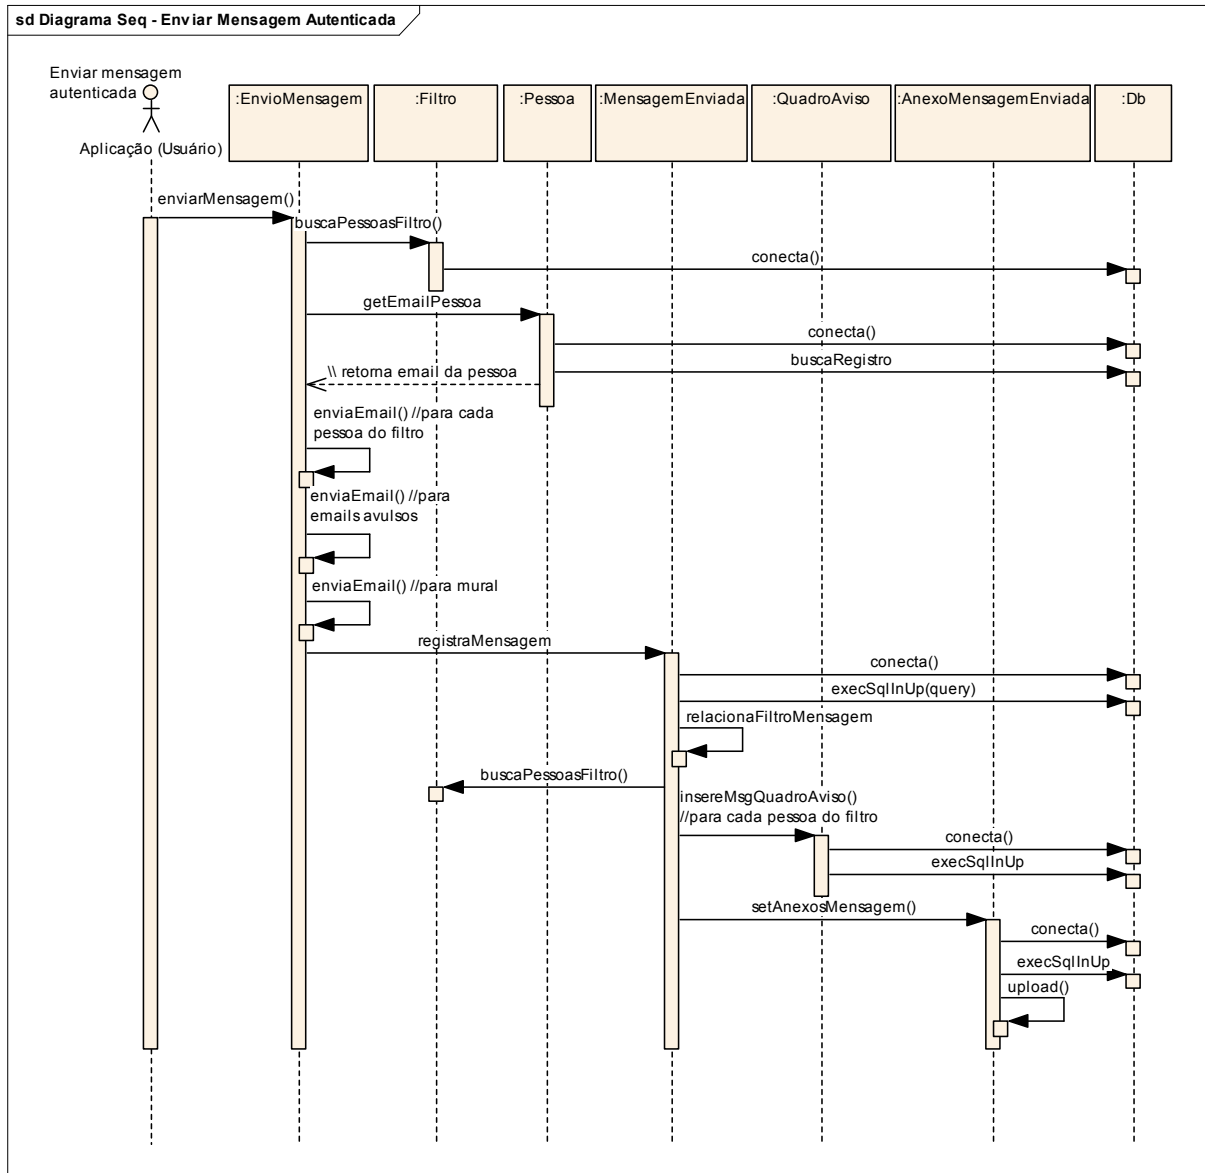 sd Diagrama Seq - Enviar Mensagem Autenticada
Enviar mensagem
autenticada
Aplicação (Usuário)
:EnvioMensagem
:Filtro
:Pessoa
:MensagemEnviada
:QuadroAviso
:AnexoMensagemEnviada
:Db
enviarMensagem()
buscaPessoasFiltro()
conecta()
getEmailPessoa
conecta()
buscaRegistro
\\ retorna email da pessoa
enviaEmail() //para cada
pessoa do filtro
enviaEmail() //para
emails avulsos
enviaEmail() //para mural
registraMensagem
conecta()
execSqlInUp(query)
relacionaFiltroMensagem
buscaPessoasFiltro()
insereMsgQuadroAviso()
//para cada pessoa do filtro
conecta()
execSqlInUp
setAnexosMensagem()
conecta()
execSqlInUp
upload()